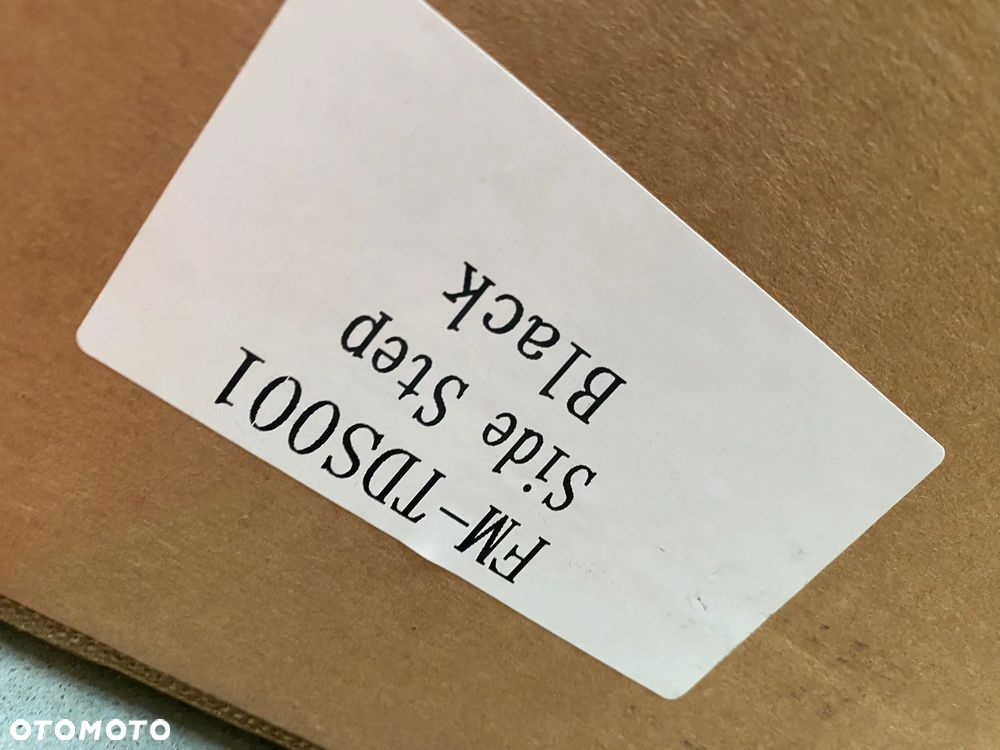 FM-TDS001
Side Step
Black
OTOMOTO